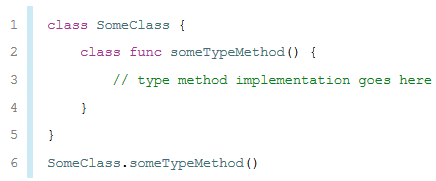 1 class SomeClass {
2     class func someTypeMethod() {
3         // type method implementation goes here
4     }
5 }
6 SomeClass.someTypeMethod()